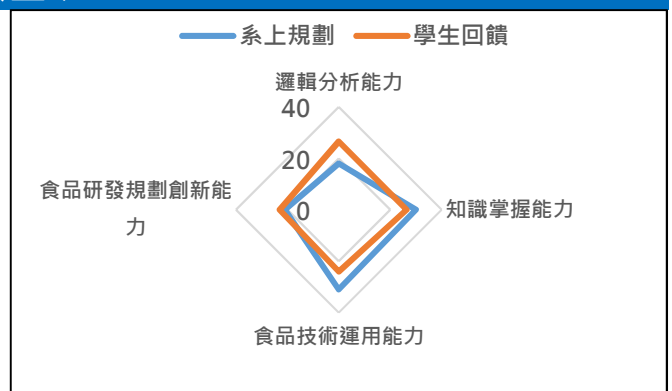 系上規劃 學生回饋
邏輯分析能力
40
20
0
食品研發規劃創新能
力
知識掌握能力
食品技術運用能力